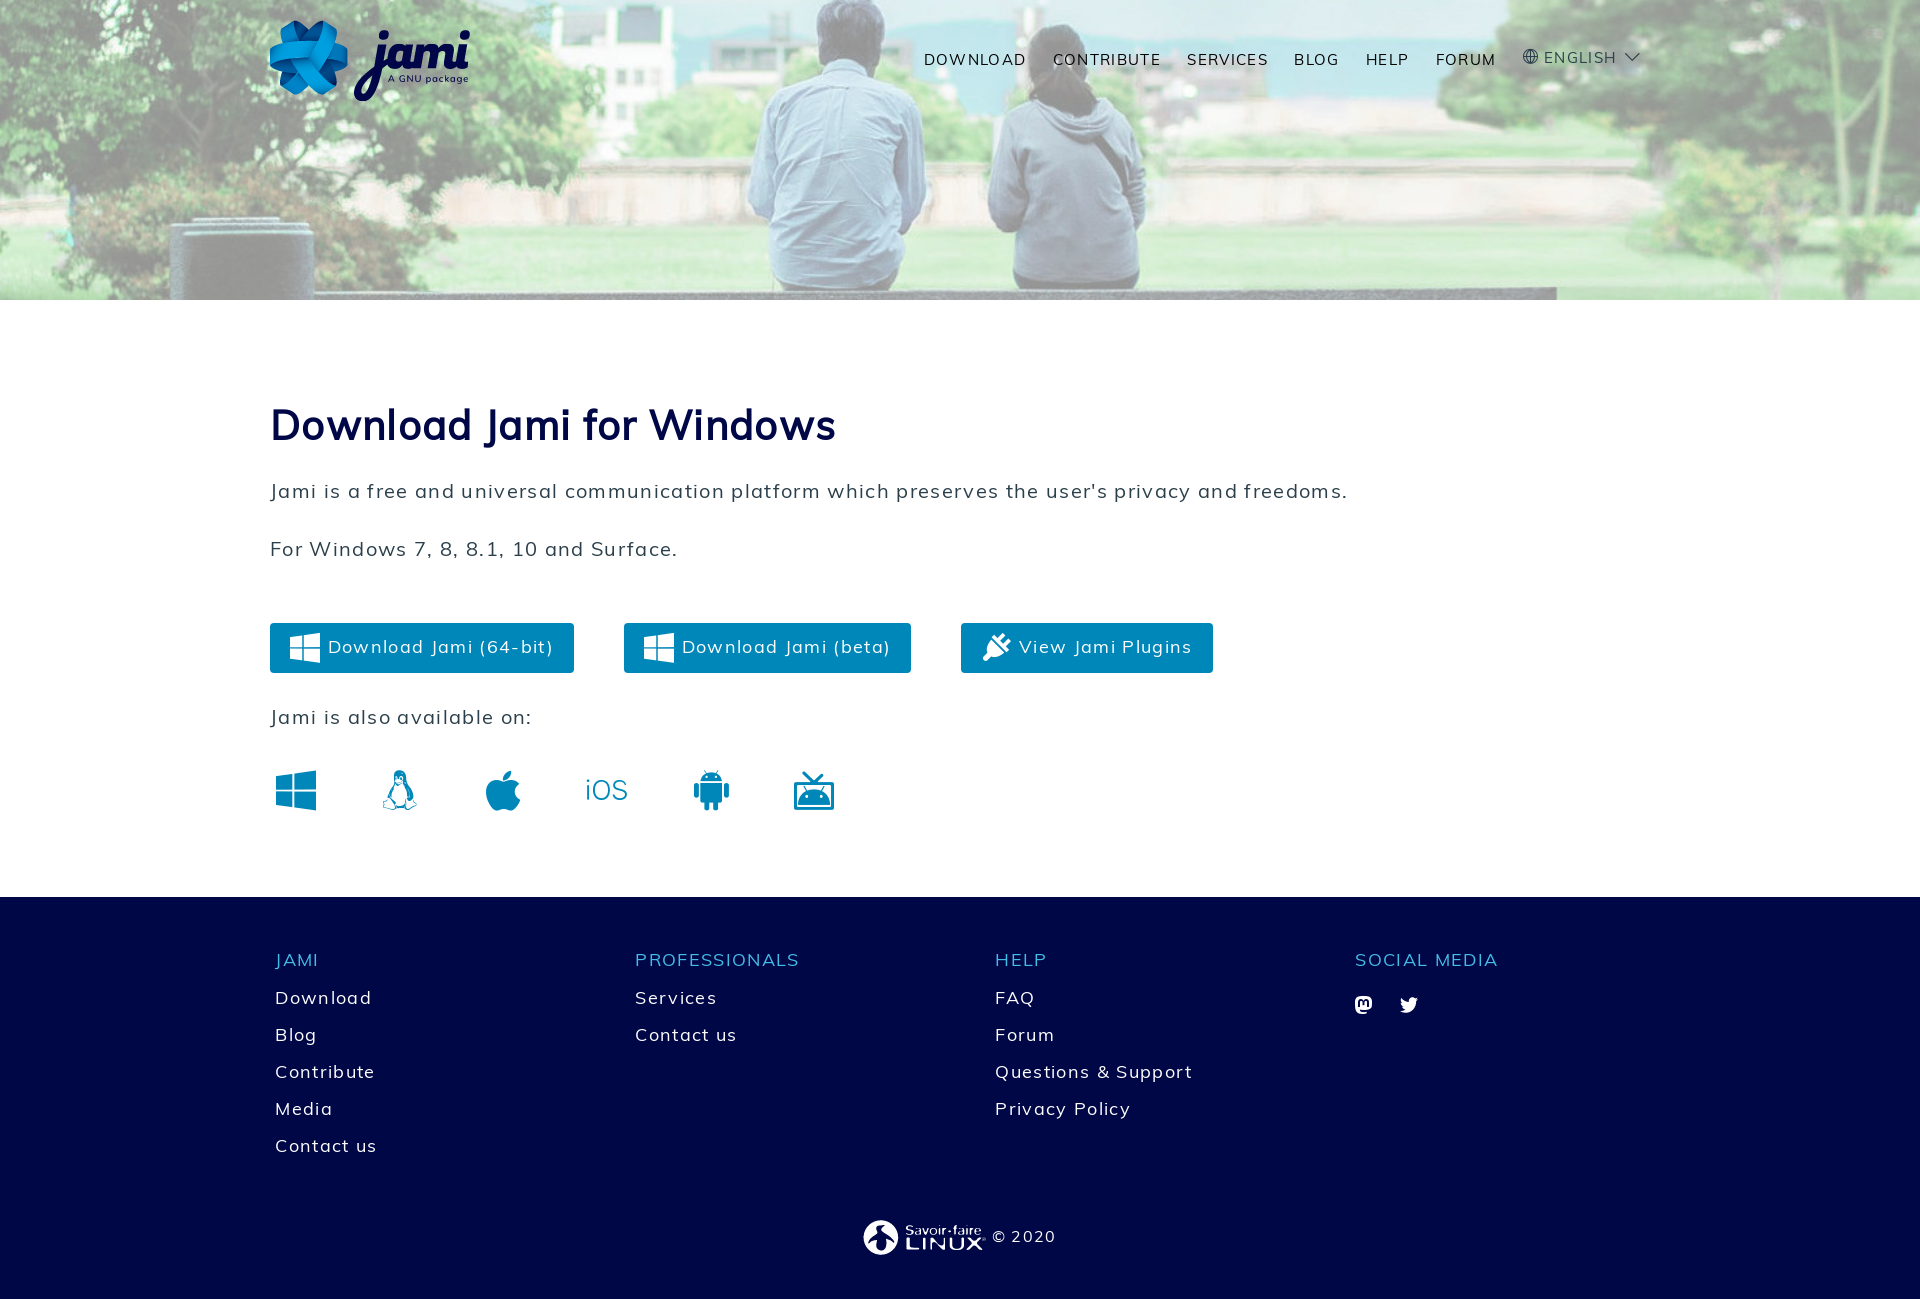 jami
A GNU package
DOWNLOAD CONTRIBUTE SERVICES BLOG HELP FORUM ENGLISH
Download Jami for Windows
Jami is a free and universal communication platform which preserves the user's privacy and freedoms.
For Windows 7, 8, 8.1, 10 and Surface.
Download Jami (64-bit) Download Jami (beta) View Jami Plugins
Jami is also available on:
iOS
JAMI
Download
Blog
Contribute
Media
Contact us
PROFESSIONALS
Services
Contact us
HELP
FAQ
Forum
Questions & Support
Privacy Policy
SOCIAL MEDIA
Savoir-faire
LINUX © 2020